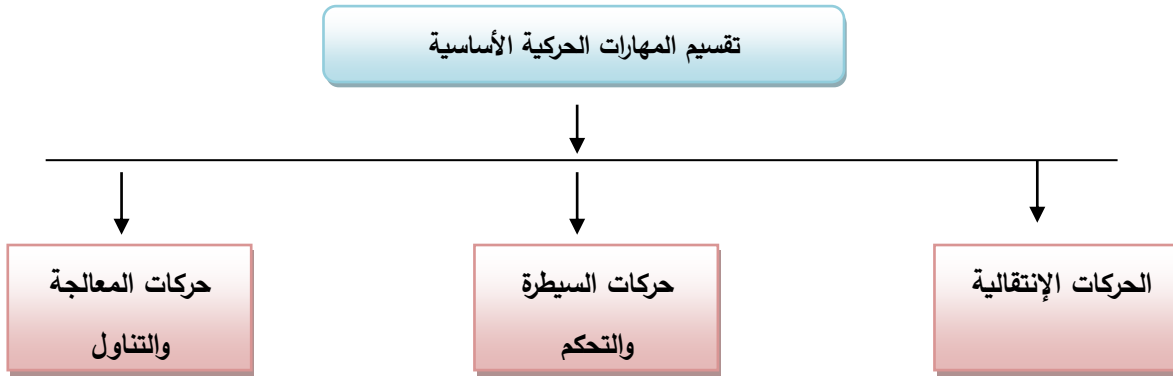 تقسيم المهارات الحركية الأساسية
الحركات الإنتقالية
حركات السيطرة
والتحكم
حركات المعالجة
والتناول